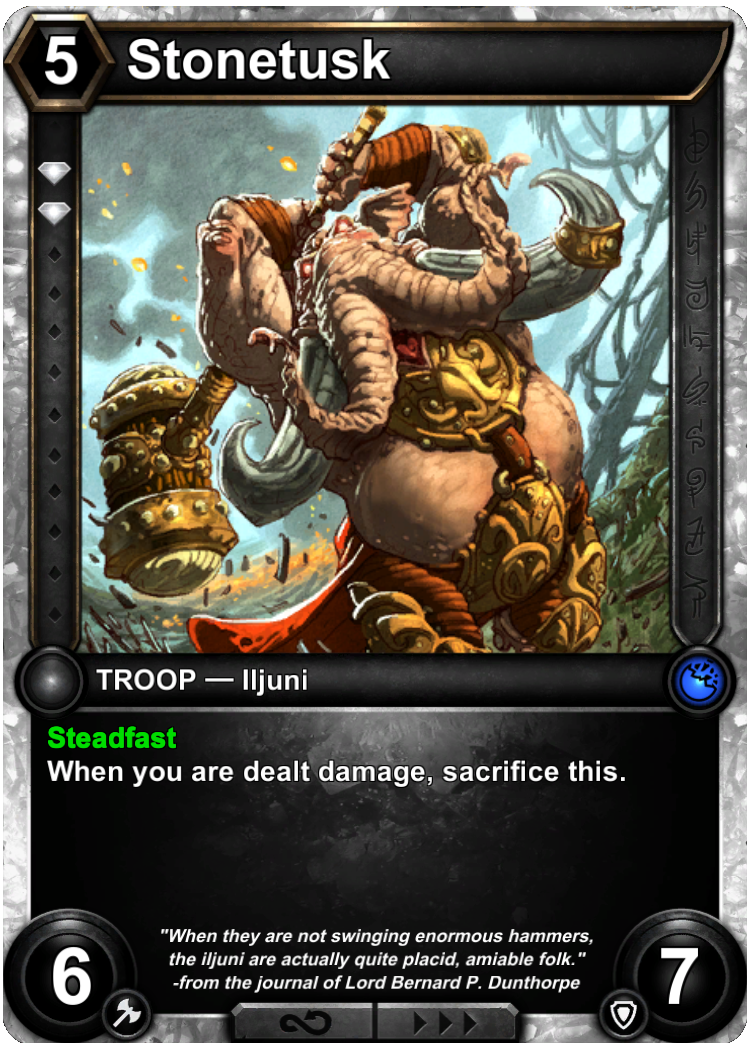 5 Stonetusk
TROOP — Iljuni
Steadfast
When you are dealt damage, sacrifice this.
"When they are not swinging enormous hammers,
the iljuni are actually quite placid, amiable folk."
-from the journal of Lord Bernard P. Dunthorpe
6 7